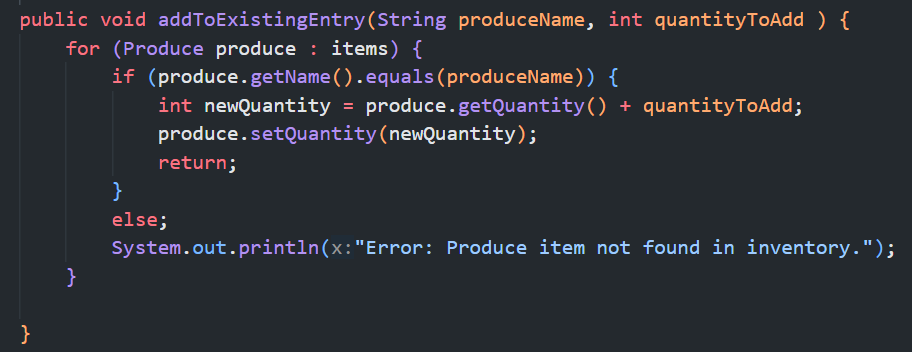 public void addToExistingEntry(String produceName, int quantityToAdd ) {
    for (Produce produce : items) {
        if (produce.getName().equals(produceName)) {
            int newQuantity = produce.getQuantity() + quantityToAdd;
            produce.setQuantity(newQuantity);
            return;
        }
        else;
        System.out.println(x:"Error: Produce item not found in inventory.");
    }
}